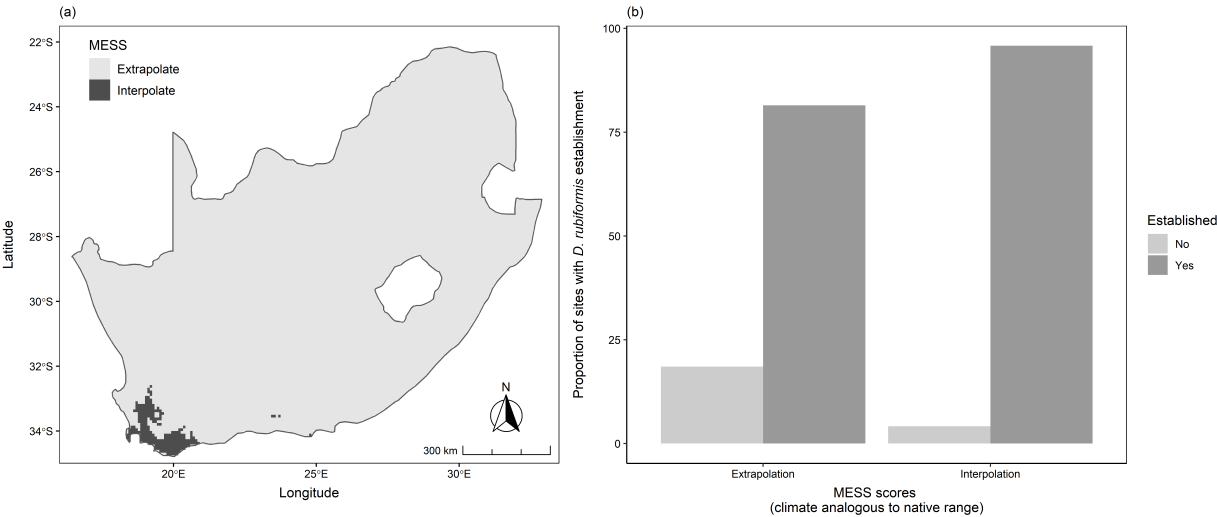 (a)
MESS
Extrapolate
Interpolate
22°S
24°S
26°S
28°S
30°S
32°S
34°S
Latitude
20°E
25°E
30°E
Longitude
N
300 km
(b)
100
75
50
25
0
Proportion of sites with D. rubiformis establishment
Extrapolation
Interpolation
MESS scores
(climate analogous to native range)
Established
No
Yes